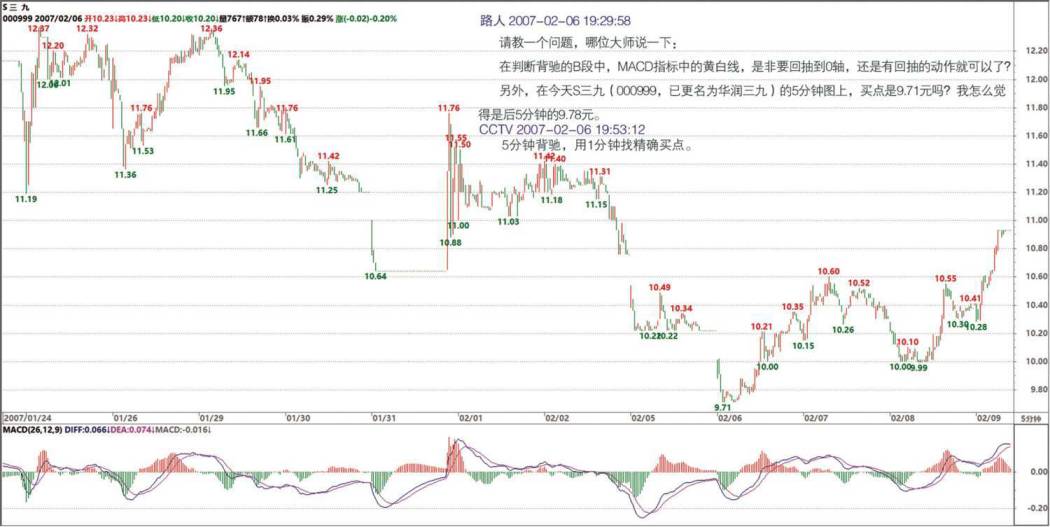 S三九
000999 2007/02/06 开10.23↓高10.23↓低10.20↓收10.20↓量767↑额78↑换0.03% 振0.29% 涨(-0.02)-0.20%
路人 2007-02-06 19:29:58
请教一个问题，哪位大师说一下：
在判断背驰的B段中，MACD指标中的黄白线，是非要回抽到0轴，还是有回抽的动作就可以了？
另外，在今天S三九（000999，已更名为华润三九）的5分钟图上，买点是9.71元吗？我怎么觉
得是后5分钟的9.78元。
CCTV 2007-02-06 19:53:12
5分钟背驰，用1分钟找精确买点。
12.37 12.32 12.36
12.20 12.14
12.01 11.95 11.95
11.76 11.76 11.76
11.66 11.61
11.53 11.55
11.50
11.36 11.42 11.40 11.31
11.19 11.25 11.18 11.15
11.00 11.03
10.88
10.64 10.60
10.49 10.52 10.55
10.34 10.35 10.41
10.21 10.26 10.30 10.28
10.22 10.22 10.15 10.10
10.00 10.00 9.99
9.71
12.20
12.00
11.80
11.60
11.40
11.20
11.00
10.80
10.60
10.40
10.20
10.00
9.80
2007/01/24 01/26 01/29 01/30 01/31 02/01 02/02 02/05 02/06 02/07 02/08 02/09 5分钟
MACD(26,12,9) DIFF:0.066↓DEA:0.074↓MACD:-0.016↓
0.00
-0.20